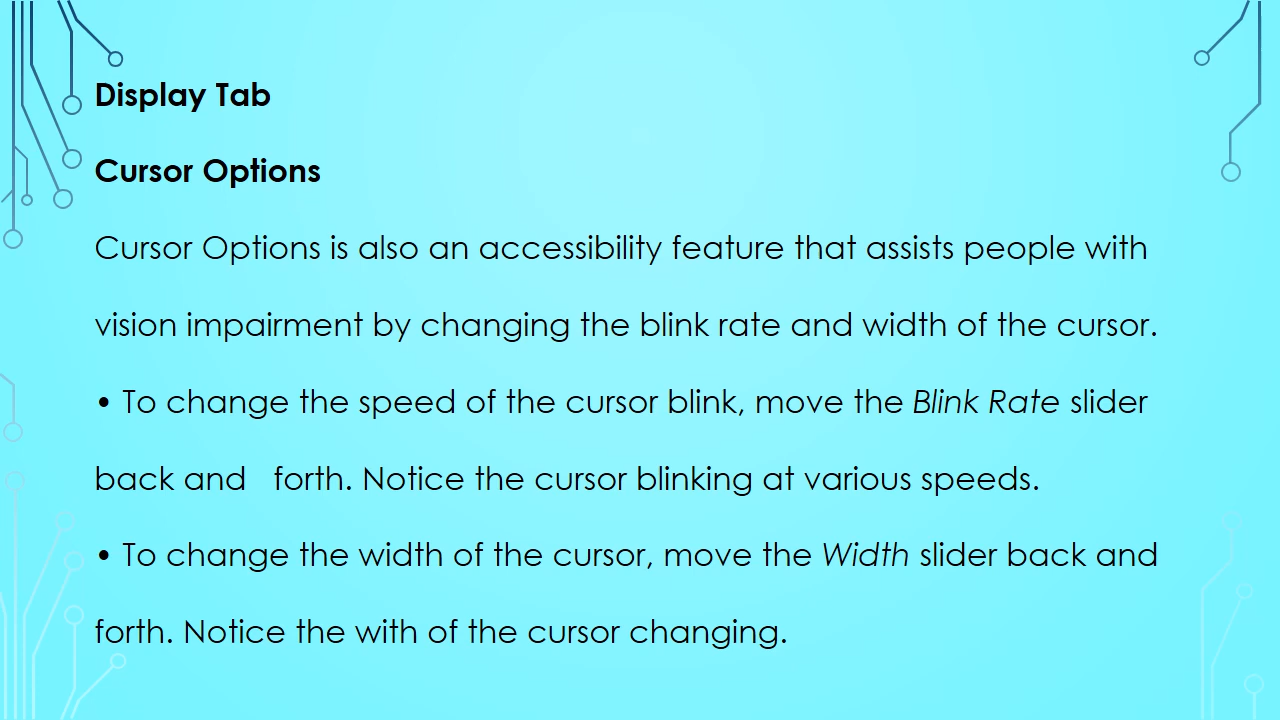 Display Tab
Cursor Options
Cursor Options is also an accessibility feature that assists people with
vision impairment by changing the blink rate and width of the cursor.
• To change the speed of the cursor blink, move the Blink Rate slider
back and   forth. Notice the cursor blinking at various speeds.
• To change the width of the cursor, move the Width slider back and
forth. Notice the with of the cursor changing.